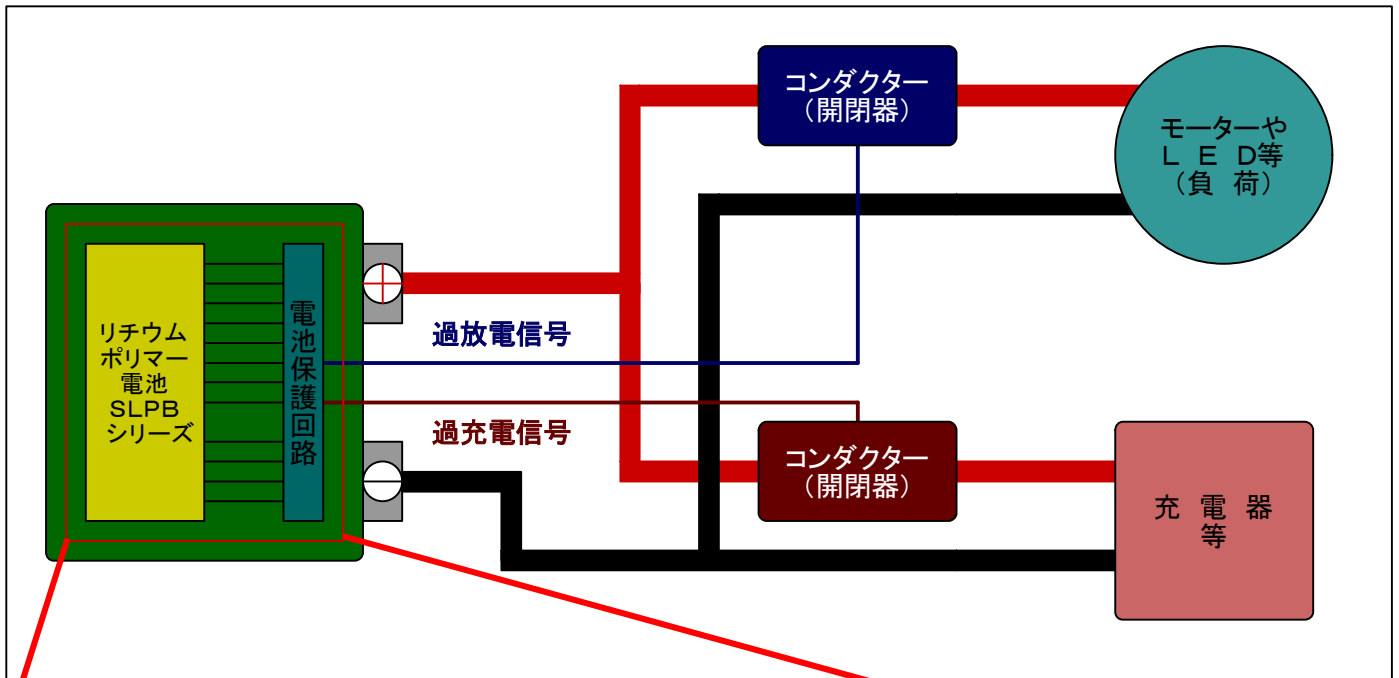 コンダクター
（開閉器）
モーターや
ＬＥＤ等
（負 荷）
リチウム
ポリマー
電池
SLPB
シリーズ
電池保護回路
過放電信号
過充電信号
コンダクター
（開閉器）
充 電 器
等